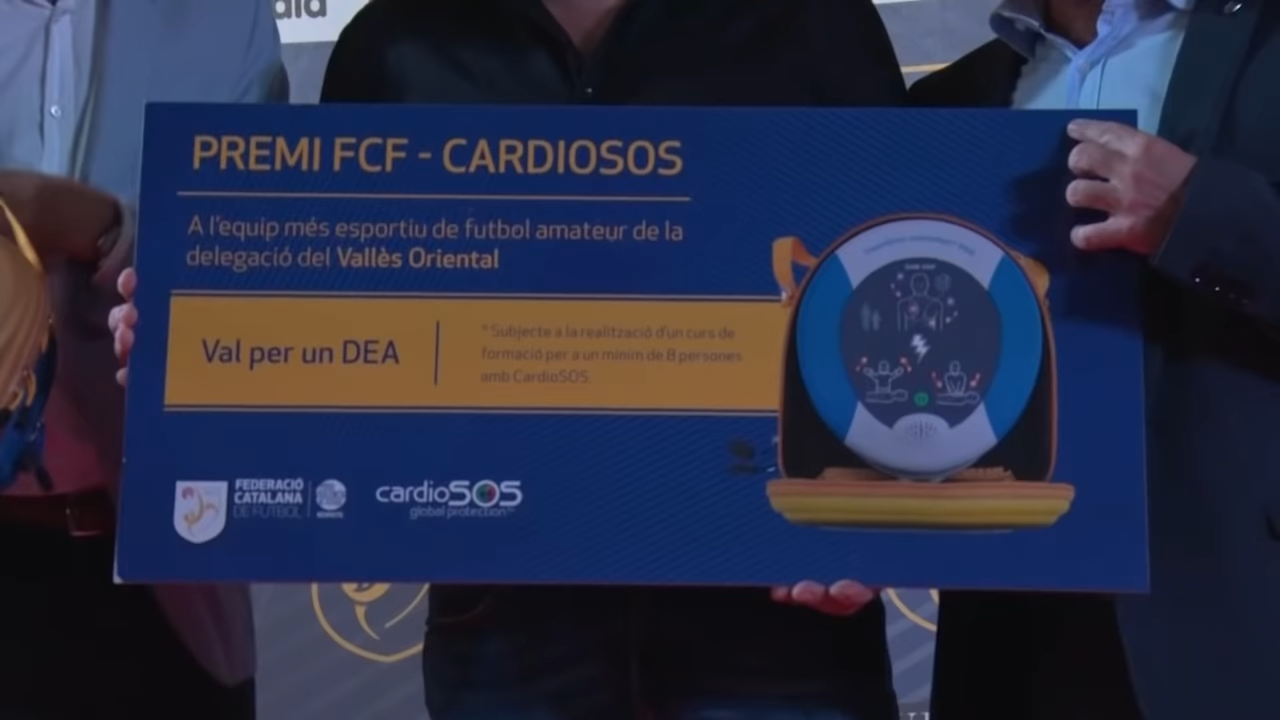 PREMI FCF - CARDIOSOS
A l'equip més esportiu de futbol amateur de la
delegació del Vallès Oriental
Val per un DEA
* Subjecte a la realització d'un curs de
formació per a un mínim de 8 persones
amb CardioSOS.
FEDERACIÓ
CATALANA
DE FUTBOL
cardioSOS
global protection